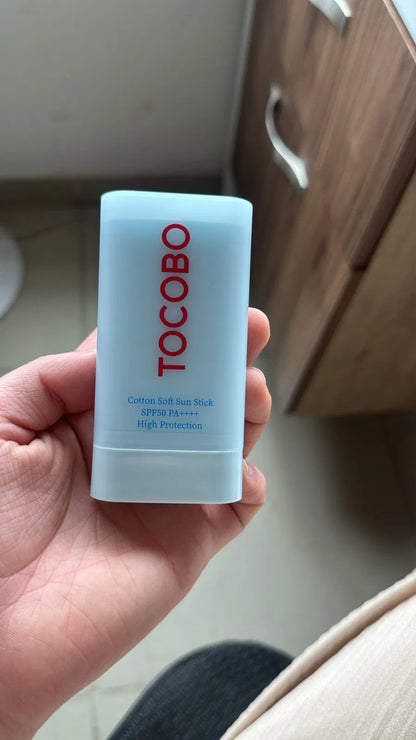 TOCOBO
Cotton Soft Sun Stick
SPF50 PA++++
High Protection